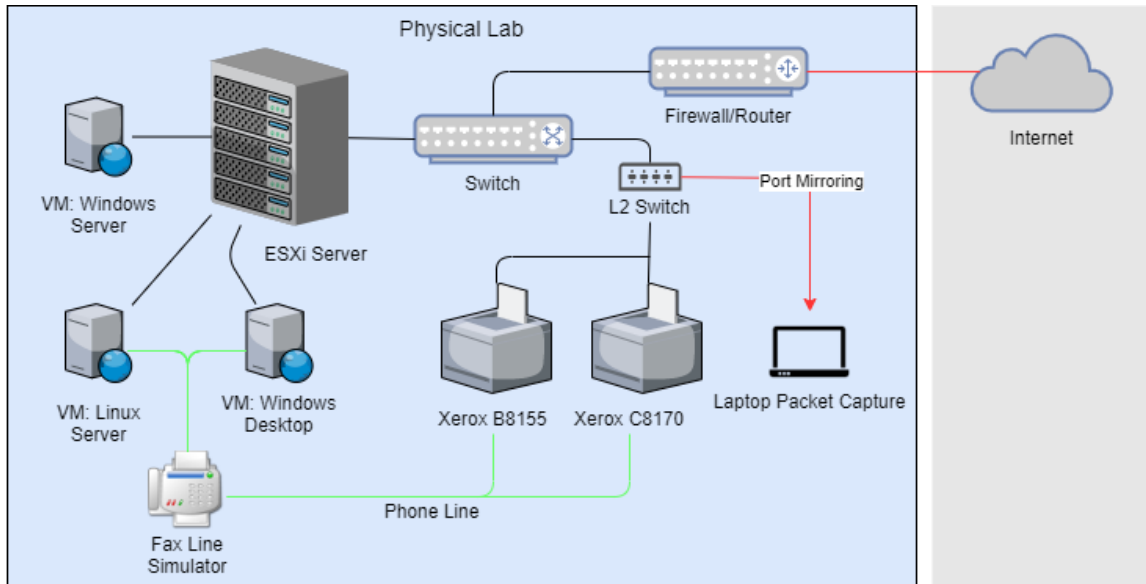 Physical Lab
Firewall/Router
Internet
Switch
Port Mirroring
L2 Switch
VM: Windows
Server
ESXi Server
Laptop Packet Capture
VM: Linux
Server
VM: Windows
Desktop
Xerox B8155
Xerox C8170
Phone Line
Fax Line
Simulator